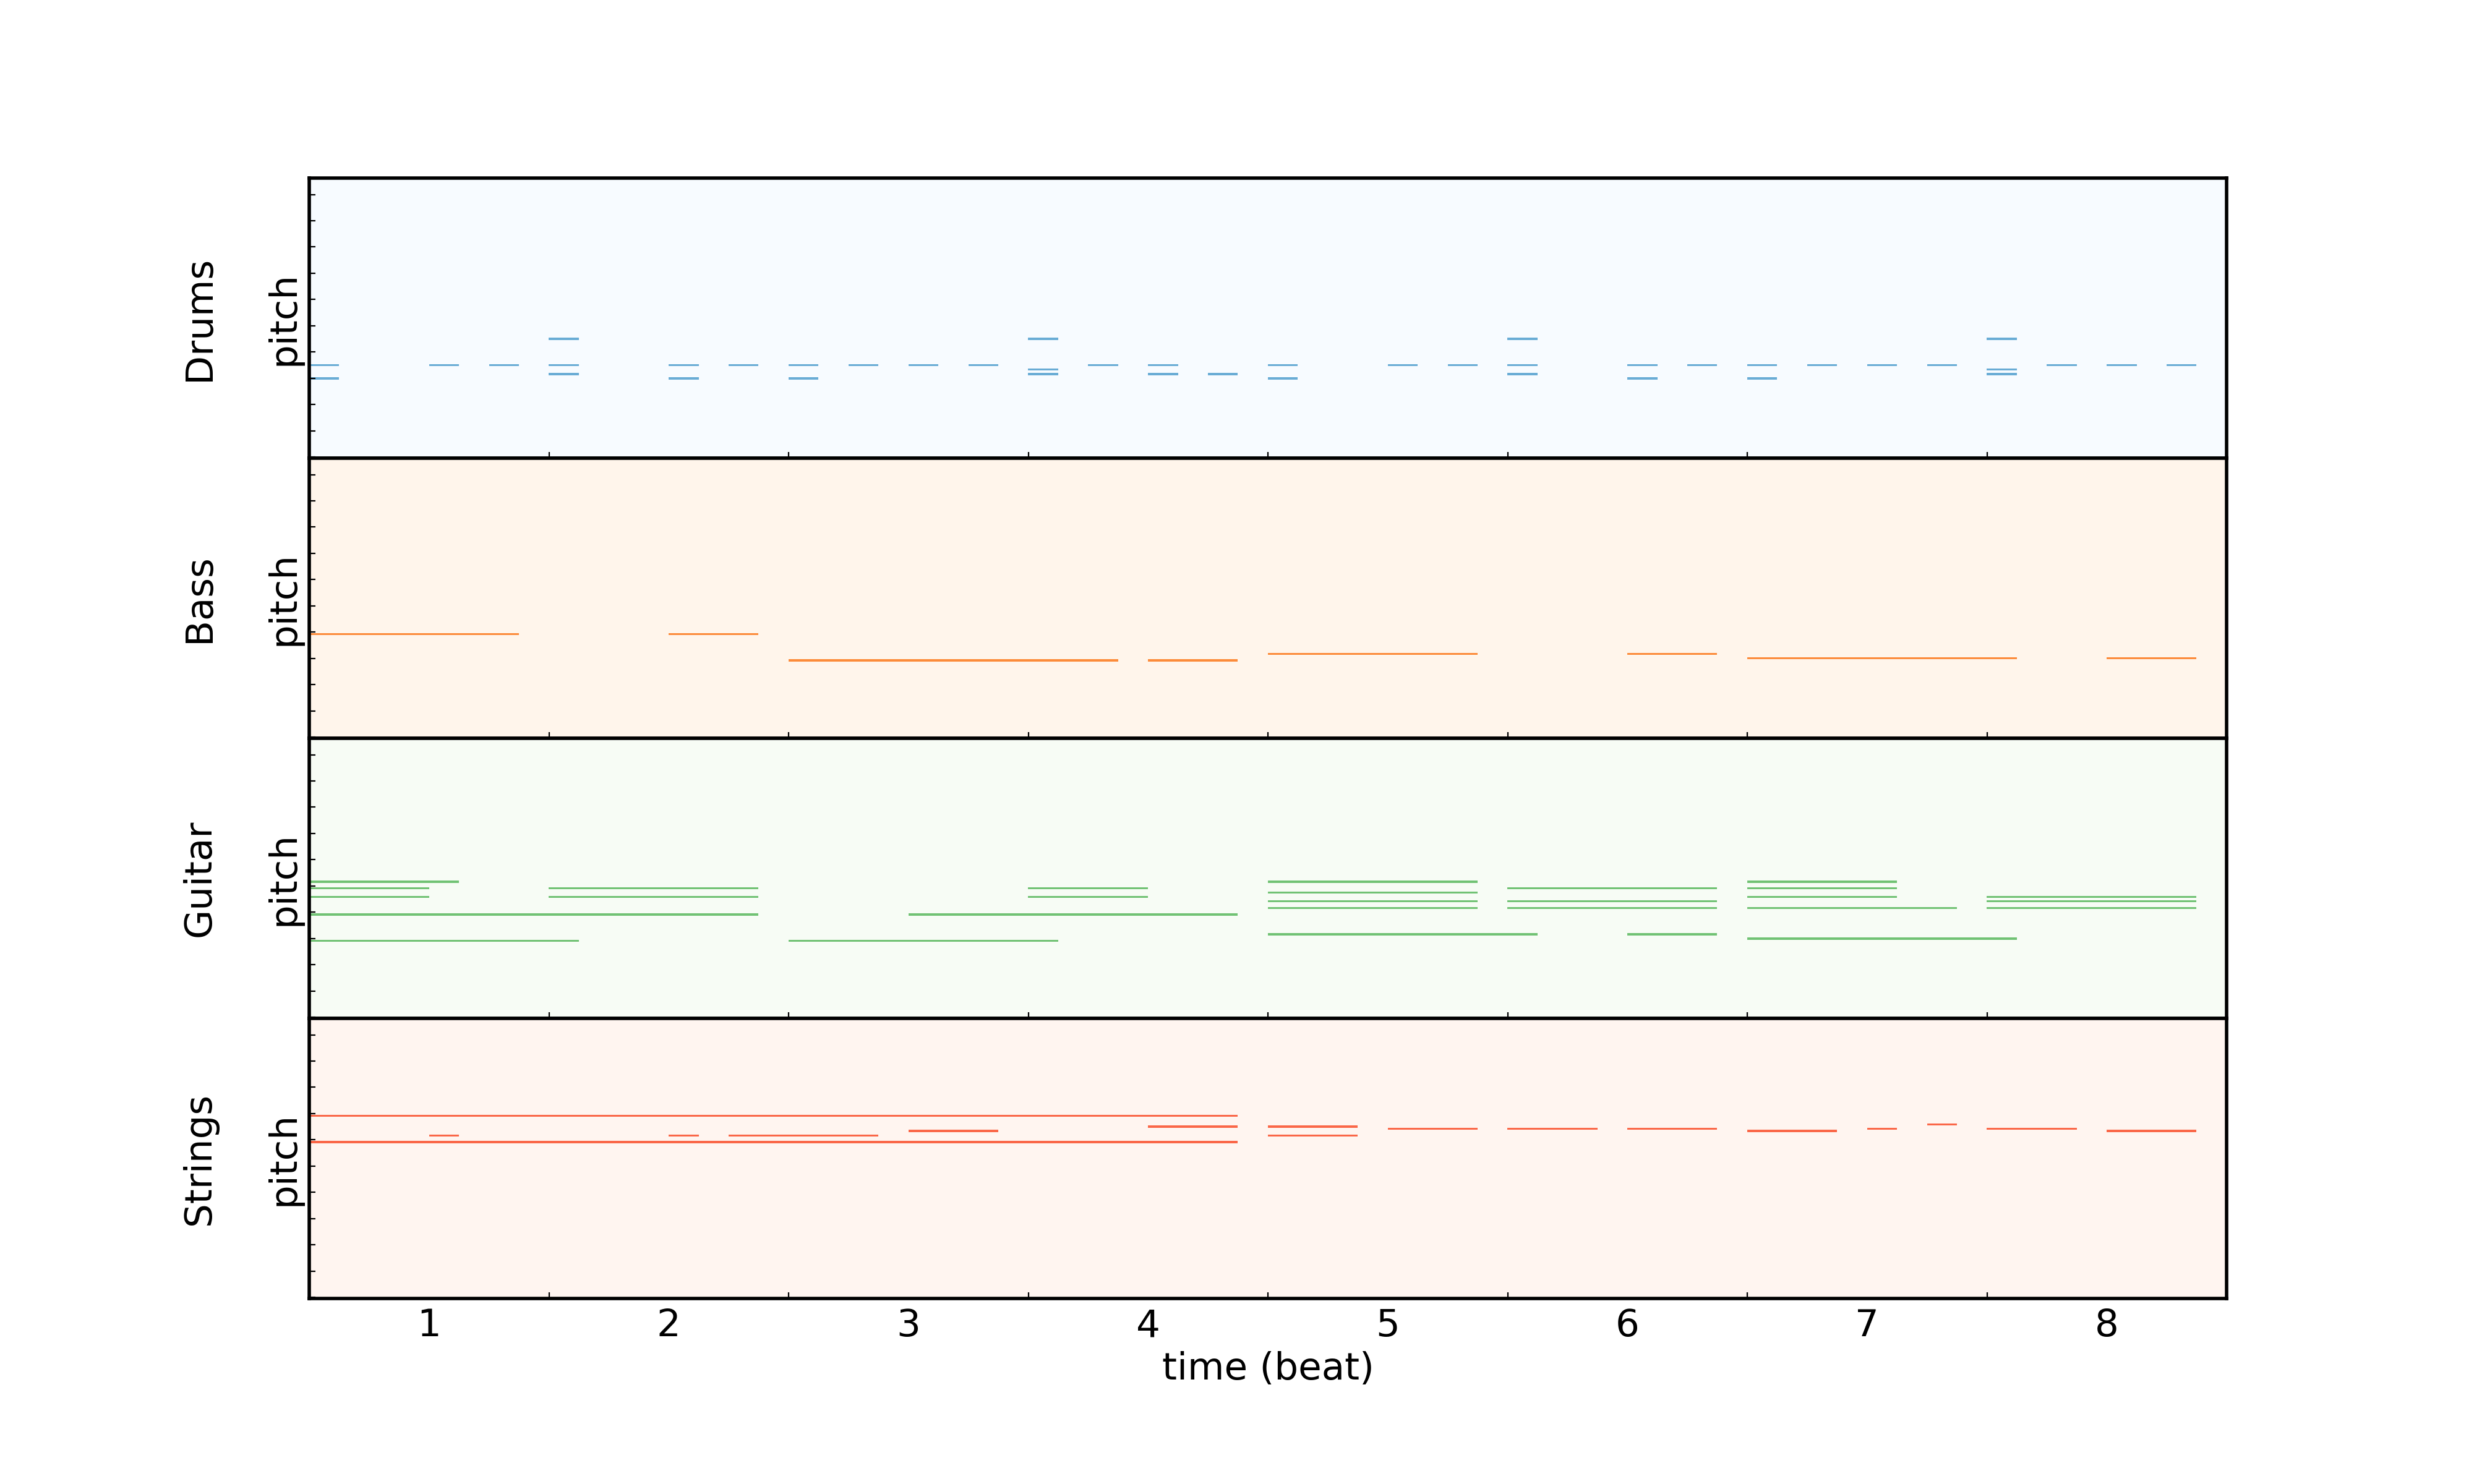 Drums
pitch
Bass
pitch
Guitar
pitch
Strings
pitch
1 2 3 4 5 6 7 8
time (beat)